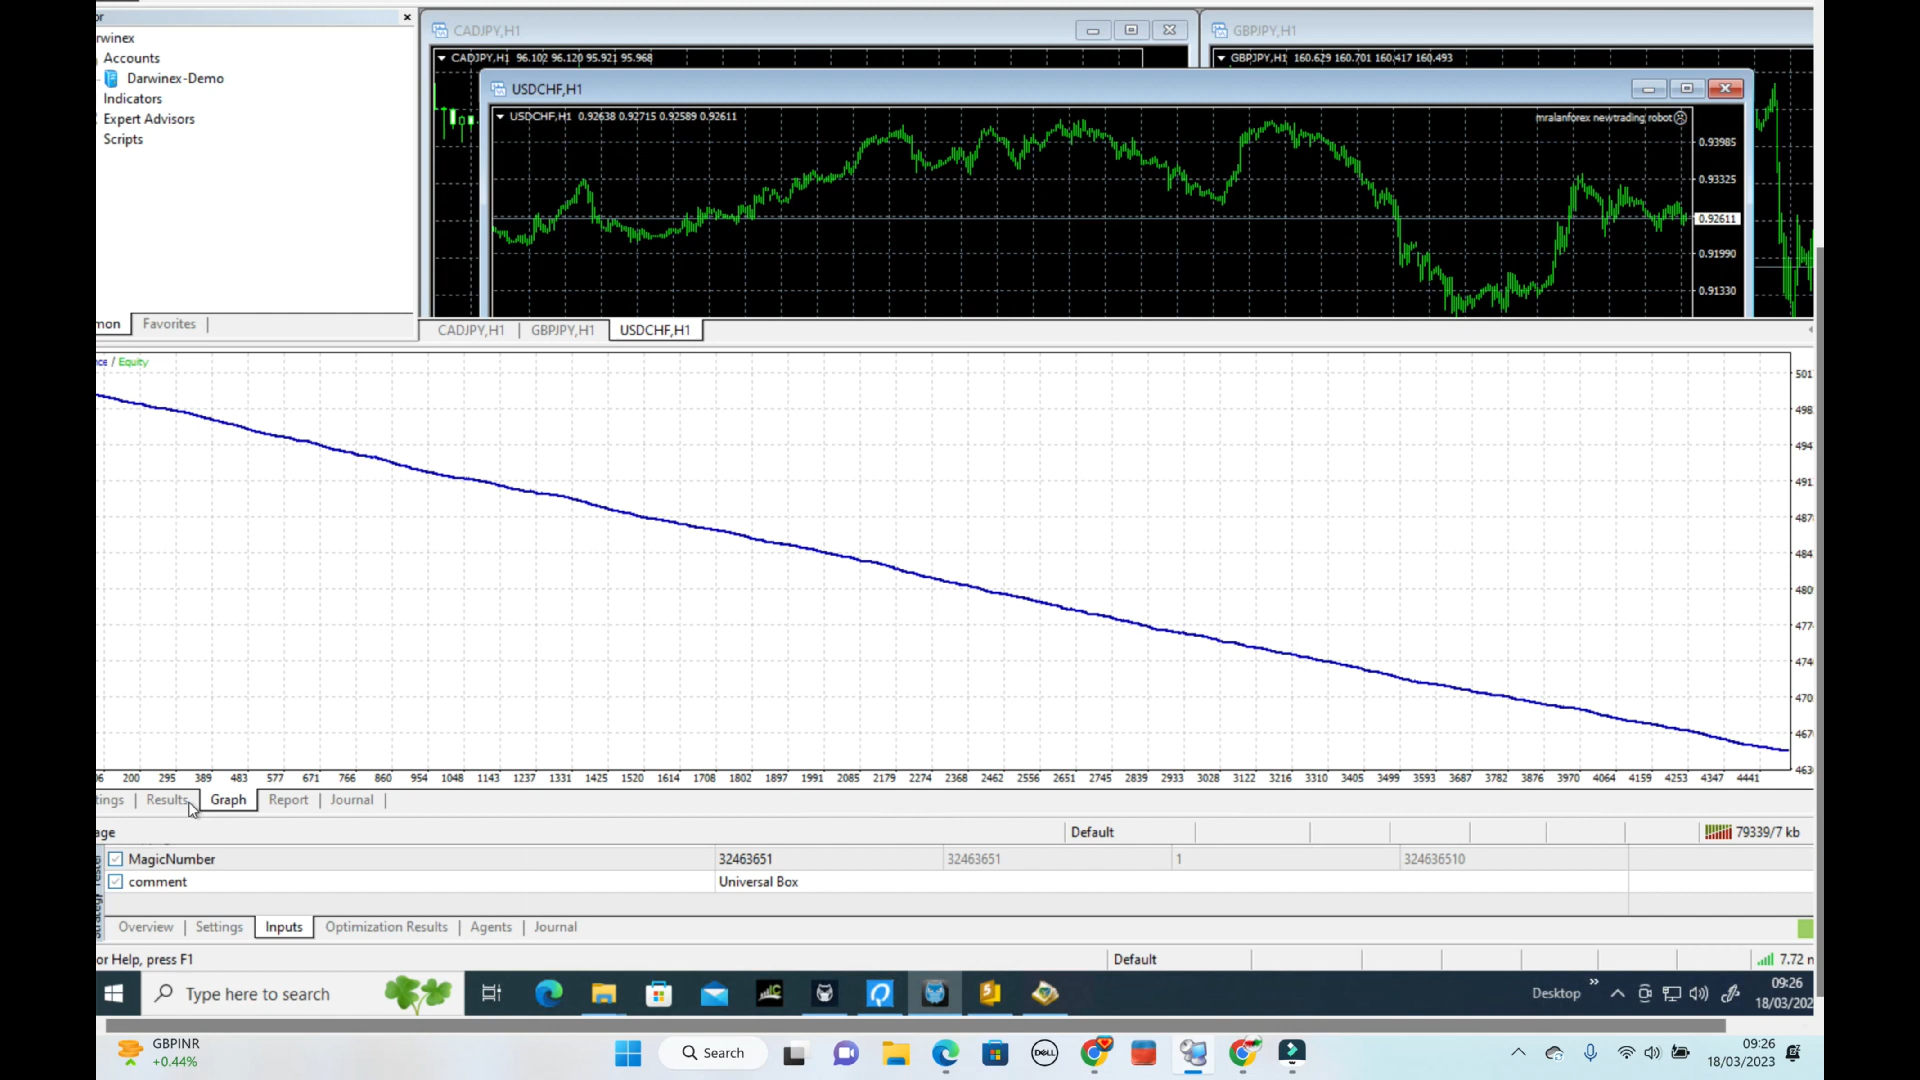 or
CADJPY,H1
GBPJPY,H1
rwinex
Accounts
Darwinex-Demo
Indicators
Expert Advisors
Scripts
CADJPY,H1 96.102 96.120 95.921 95.968
GBPJPY,H1 160.629 160.701 160.417 160.493
USDCHF,H1
USDCHF,H1 0.92638 0.92715 0.92589 0.92611
mralanforex newtrading robot
0.93985
0.93325
0.92611
0.91990
0.91330
mon
Favorites
CADJPY,H1
GBPJPY,H1
USDCHF,H1
ce / Equity
501
498
494
491
487
484
480
477
474
470
467
463
06 200 295 389 483 577 671 766 860 954 1048 1143 1237 1331 1425 1520 1614 1708 1802 1897 1991 2085 2179 2274 2368 2462 2556 2651 2745 2839 2933 3028 3122 3216 3310 3405 3499 3593 3687 3782 3876 3970 4064 4159 4253 4347 4441
tings
Results
Graph
Report
Journal
age
Default
79339/7 kb
MagicNumber 32463651 32463651 1 324636510
comment Universal Box
Overview
Settings
Inputs
Optimization Results
Agents
Journal
or Help, press F1
Default
7.72
Type here to search
Desktop
09:26
18/03/202
GBPINR
+0.44%
Search
DELL
09:26
18/03/2023